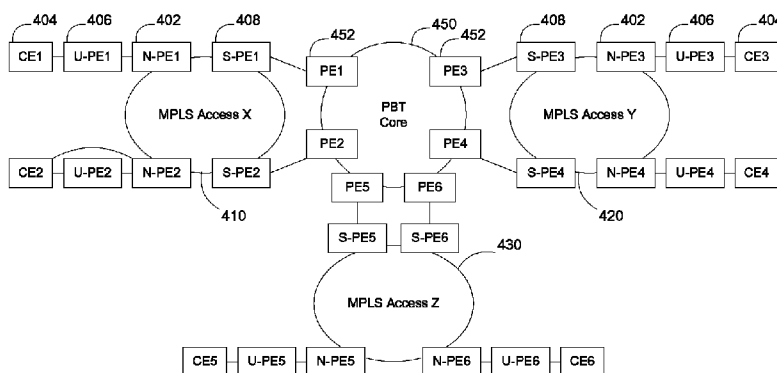 404 406 402 408 452 450 452 408 402 406 404
CE1 U-PE1 N-PE1 S-PE1 PE1 PE3 S-PE3 N-PE3 U-PE3 CE3
MPLS Access X
PBT
Core
MPLS Access Y
PE2 PE4
CE2 U-PE2 N-PE2 S-PE2 S-PE4 N-PE4 U-PE4 CE4
PE5 PE6
410 420
S-PE5 S-PE6
430
MPLS Access Z
CE5 U-PE5 N-PE5 N-PE6 U-PE6 CE6